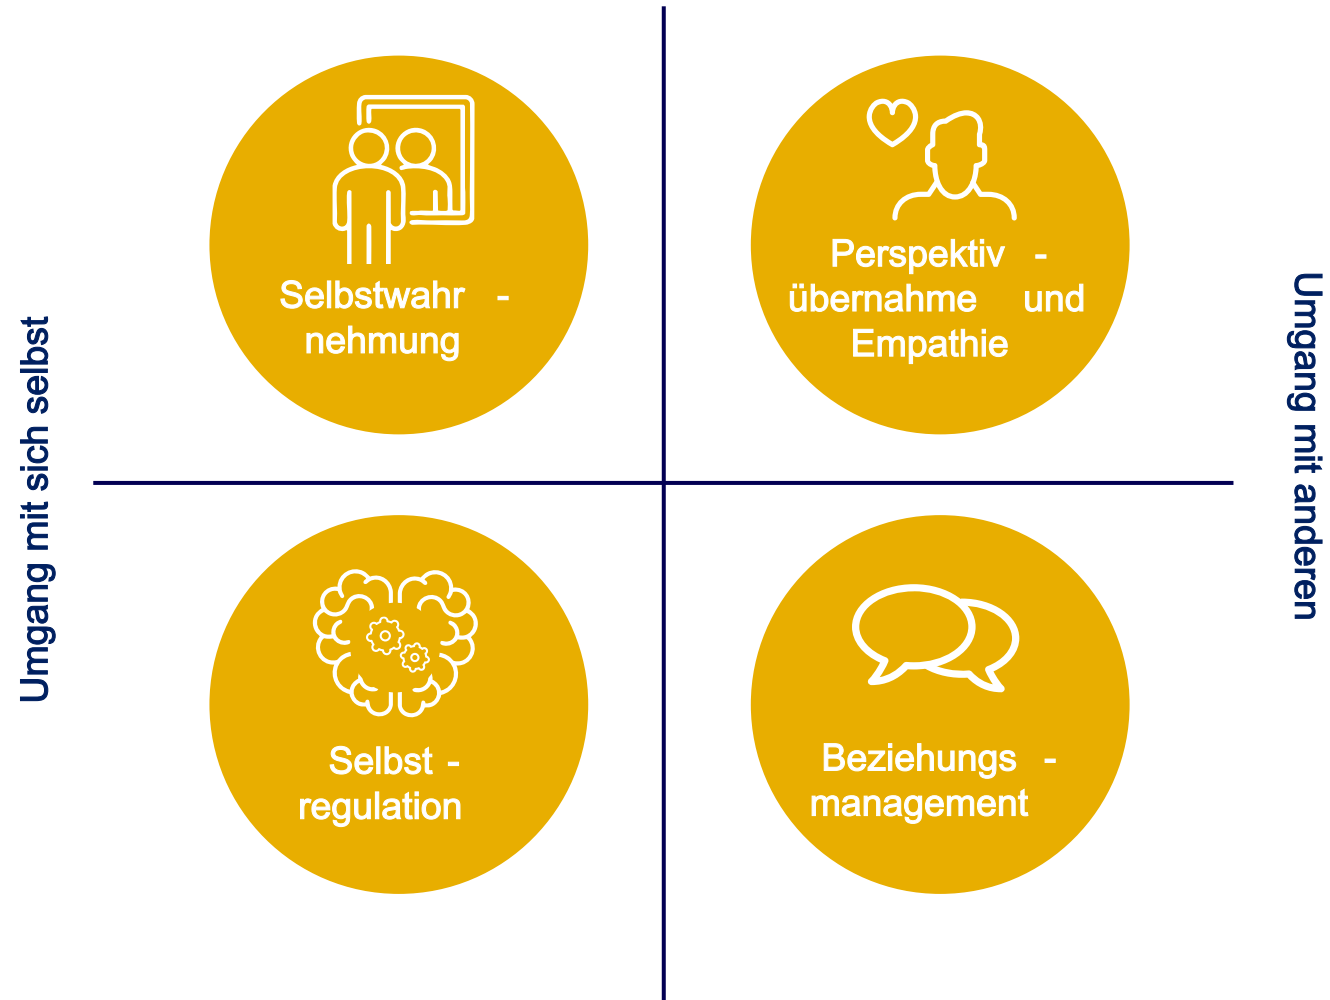 Umgang mit sich selbst
Selbstwahr -
nehmung
Perspektiv -
übernahme und
Empathie
Selbst -
regulation
Beziehungs -
management
Umgang mit anderen